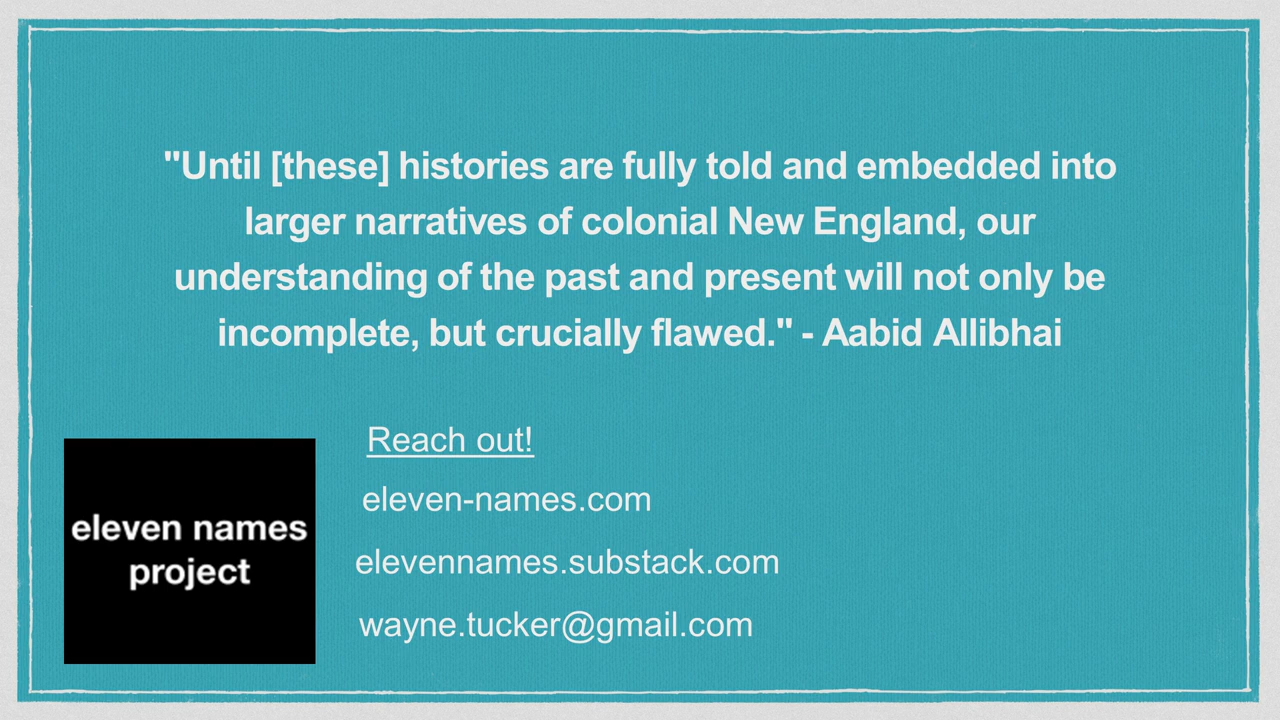 "Until [these] histories are fully told and embedded into
larger narratives of colonial New England, our
understanding of the past and present will not only be
incomplete, but crucially flawed." - Aabid Allibhai
Reach out!
eleven-names.com
elevennames.substack.com
wayne.tucker@gmail.com
eleven names
project